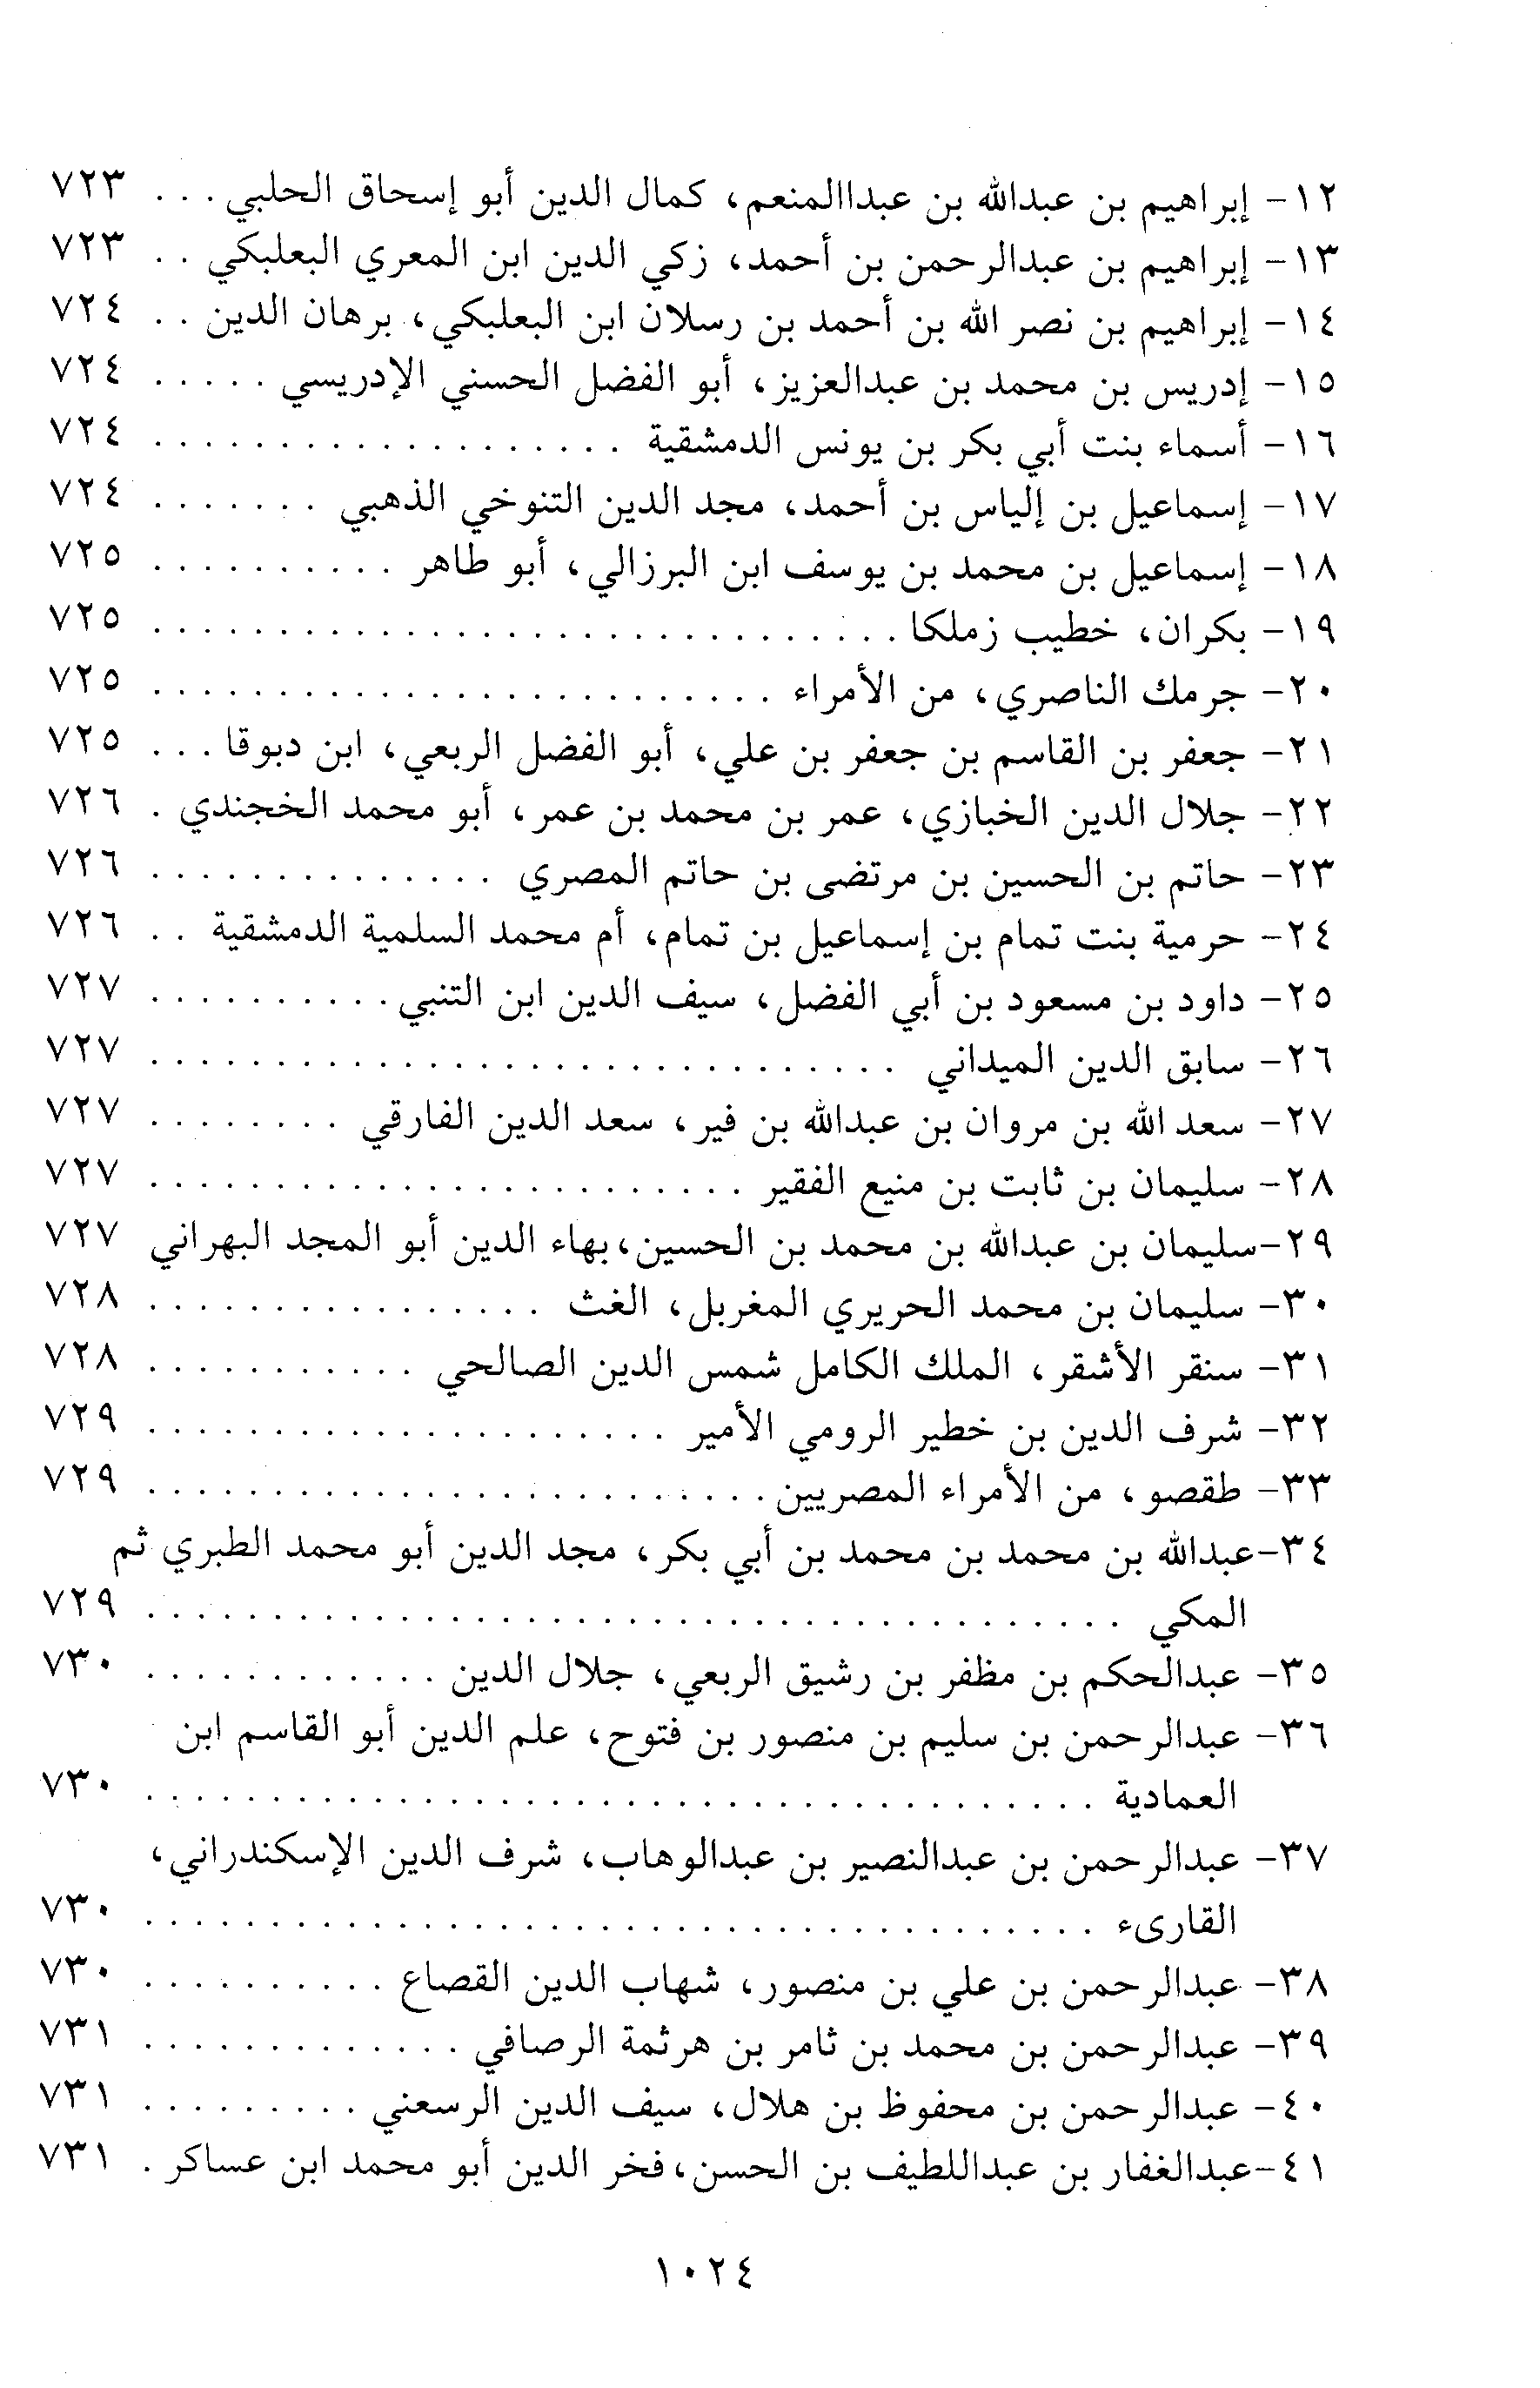 ١٢- إبراهيم بن عبدالله بن عبداالمنعم، كمال الدين أبو إسحاق الحلبي . . . ٧٢٣
١٣- إبراهيم بن عبدالرحمن بن أحمد، زكي الدين ابن المعري البعلبكي . . ٧٢٣
١٤- إبراهيم بن نصر الله بن أحمد بن رسلان ابن البعلبكي، برهان الدين . . ٧٢٤
١٥- إدريس بن محمد بن عبدالعزيز، أبو الفضل الحسني الإدريسي . . . . . ٧٢٤
١٦- أسماء بنت أبي بكر بن يونس الدمشقية . . . . . . . . . . . . . . . . . . . ٧٢٤
١٧- إسماعيل بن إلياس بن أحمد، مجد الدين التنوخي الذهبي . . . . . . . ٧٢٤
١٨- إسماعيل بن محمد بن يوسف ابن البرزالي، أبو طاهر . . . . . . . . . . ٧٢٥
١٩- بكران، خطيب زملكا . . . . . . . . . . . . . . . . . . . . . . . . . . . . . . ٧٢٥
٢٠- جرمك الناصري، من الأمراء . . . . . . . . . . . . . . . . . . . . . . . . . ٧٢٥
٢١- جعفر بن القاسم بن جعفر بن علي، أبو الفضل الربعي، ابن دبوقا . . . ٧٢٥
٢٢- جلال الدين الخبازي، عمر بن محمد بن عمر، أبو محمد الخجندي . ٧٢٦
٢٣- حاتم بن الحسين بن مرتضى بن حاتم المصري . . . . . . . . . . . . . . ٧٢٦
٢٤- حرمية بنت تمام بن إسماعيل بن تمام، أم محمد السلمية الدمشقية . . ٧٢٦
٢٥- داود بن مسعود بن أبي الفضل، سيف الدين ابن التنبي . . . . . . . . . . ٧٢٧
٢٦- سابق الدين الميداني . . . . . . . . . . . . . . . . . . . . . . . . . . . . . . ٧٢٧
٢٧- سعد الله بن مروان بن عبدالله بن فير، سعد الدين الفارقي . . . . . . . . ٧٢٧
٢٨- سليمان بن ثابت بن منيع الفقير . . . . . . . . . . . . . . . . . . . . . . . . ٧٢٧
٢٩-سليمان بن عبدالله بن محمد بن الحسين،بهاء الدين أبو المجد البهراني ٧٢٧
٣٠- سليمان بن محمد الحريري المغربل، الغث . . . . . . . . . . . . . . . . ٧٢٨
٣١- سنقر الأشقر، الملك الكامل شمس الدين الصالحي . . . . . . . . . . . ٧٢٨
٣٢- شرف الدين بن خطير الرومي الأمير . . . . . . . . . . . . . . . . . . . . . ٧٢٩
٣٣- طقصو، من الأمراء المصريين . . . . . . . . . . . . . . . . . . . . . . . . . ٧٢٩
٣٤-عبدالله بن محمد بن محمد بن أبي بكر، مجد الدين أبو محمد الطبري ثم
المكي . . . . . . . . . . . . . . . . . . . . . . . . . . . . . . . . . . . . . . . ٧٢٩
٣٥- عبدالحكم بن مظفر بن رشيق الربعي، جلال الدين . . . . . . . . . . . . ٧٣٠
٣٦- عبدالرحمن بن سليم بن منصور بن فتوح، علم الدين أبو القاسم ابن
العمادية . . . . . . . . . . . . . . . . . . . . . . . . . . . . . . . . . . . . . . ٧٣٠
٣٧- عبدالرحمن بن عبدالنصير بن عبدالوهاب، شرف الدين الإسكندراني،
القارىء . . . . . . . . . . . . . . . . . . . . . . . . . . . . . . . . . . . . . . ٧٣٠
٣٨- عبدالرحمن بن علي بن منصور، شهاب الدين القصاع . . . . . . . . . . ٧٣٠
٣٩- عبدالرحمن بن محمد بن ثامر بن هرثمة الرصافي . . . . . . . . . . . . . ٧٣١
٤٠- عبدالرحمن بن محفوظ بن هلال، سيف الدين الرسعني . . . . . . . . . ٧٣١
٤١-عبدالغفار بن عبداللطيف بن الحسن،فخر الدين أبو محمد ابن عساكر . ٧٣١
١٠٢٤